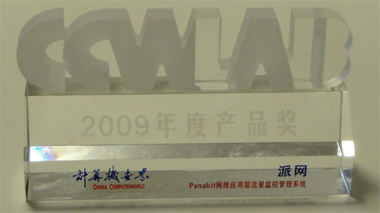 CCWLAB
2009年度产品奖
计算机世界
CHINA COMPUTERWORLD
派网
Panabit网络应用层流量监控管理系统